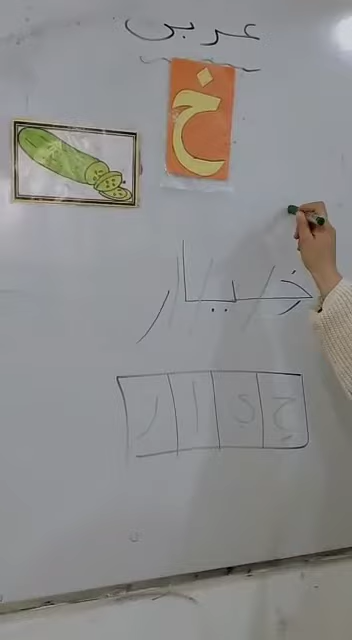 عربي
خ
خيار
خ ي ا ر